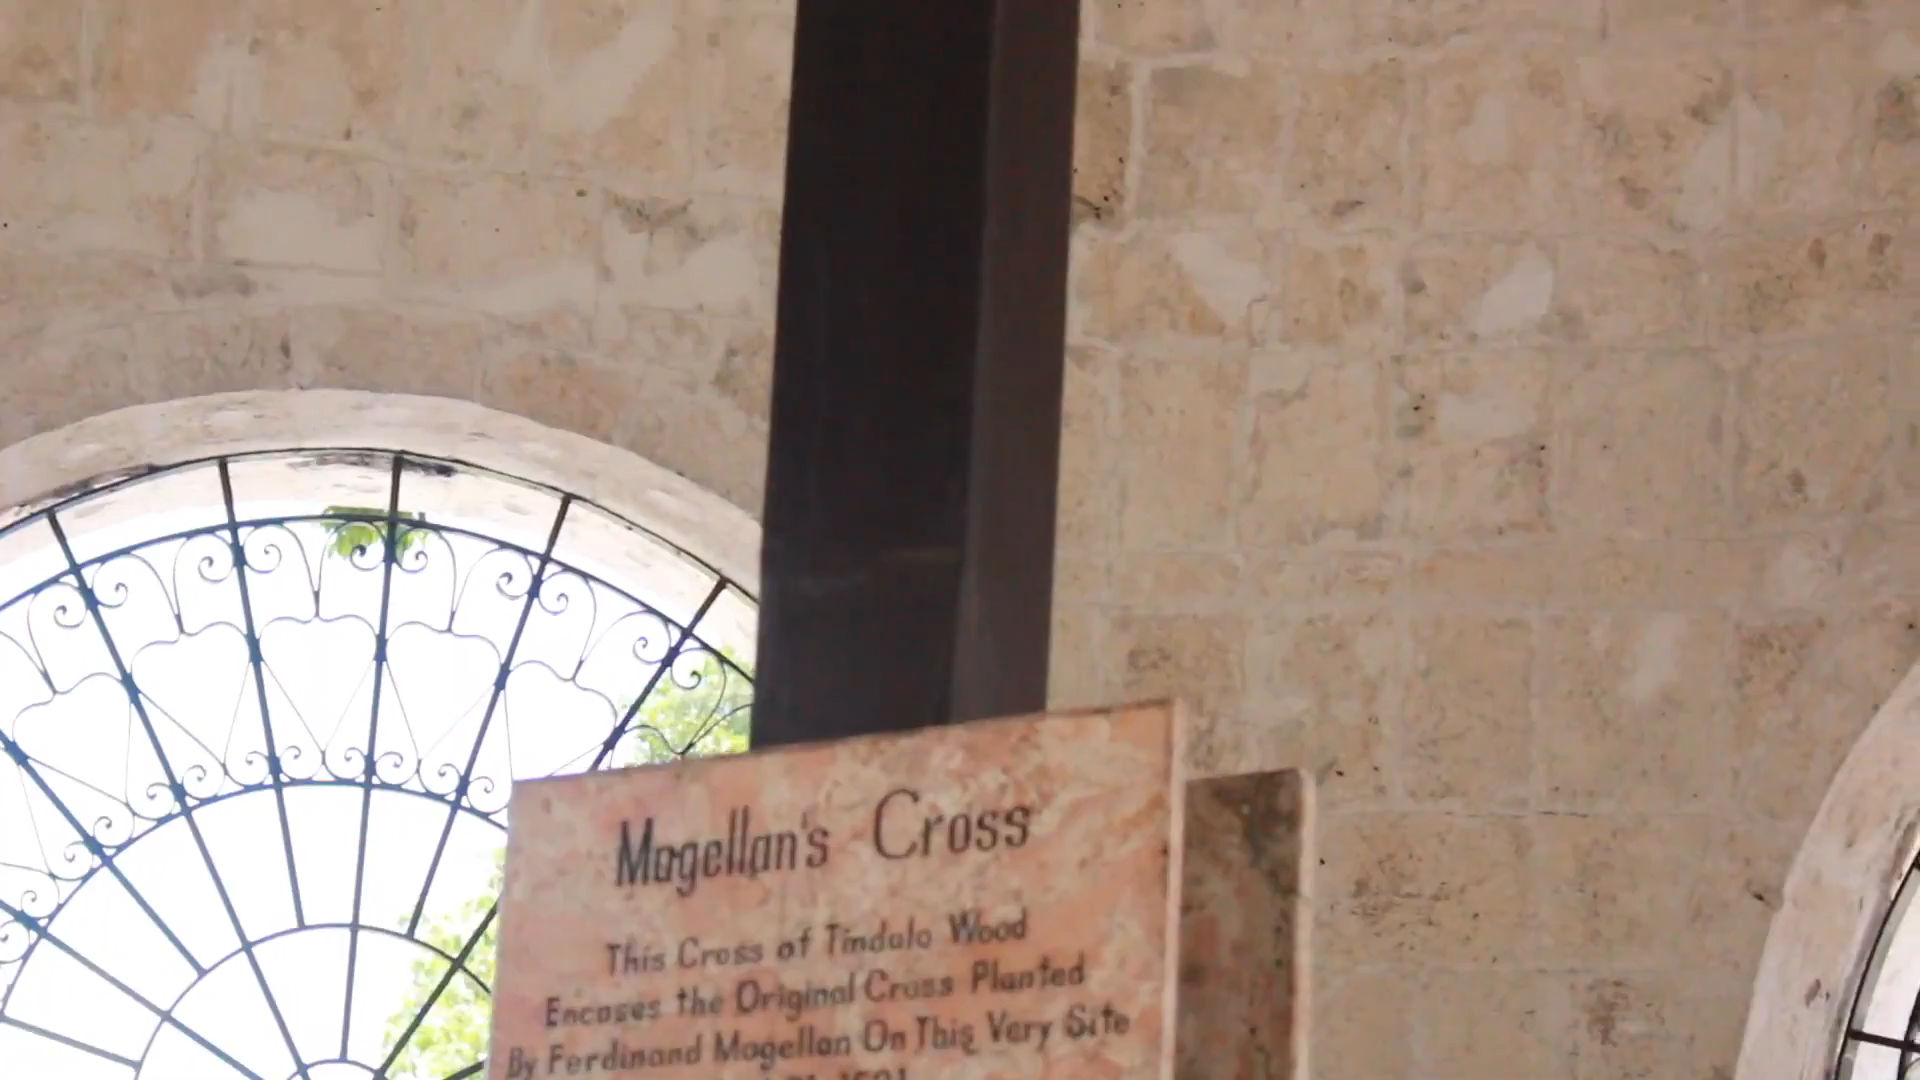 Magellan's Cross
This Cross of Tindalo Wood
Encases the Original Cross Planted
By Ferdinand Magellan On This Very Site